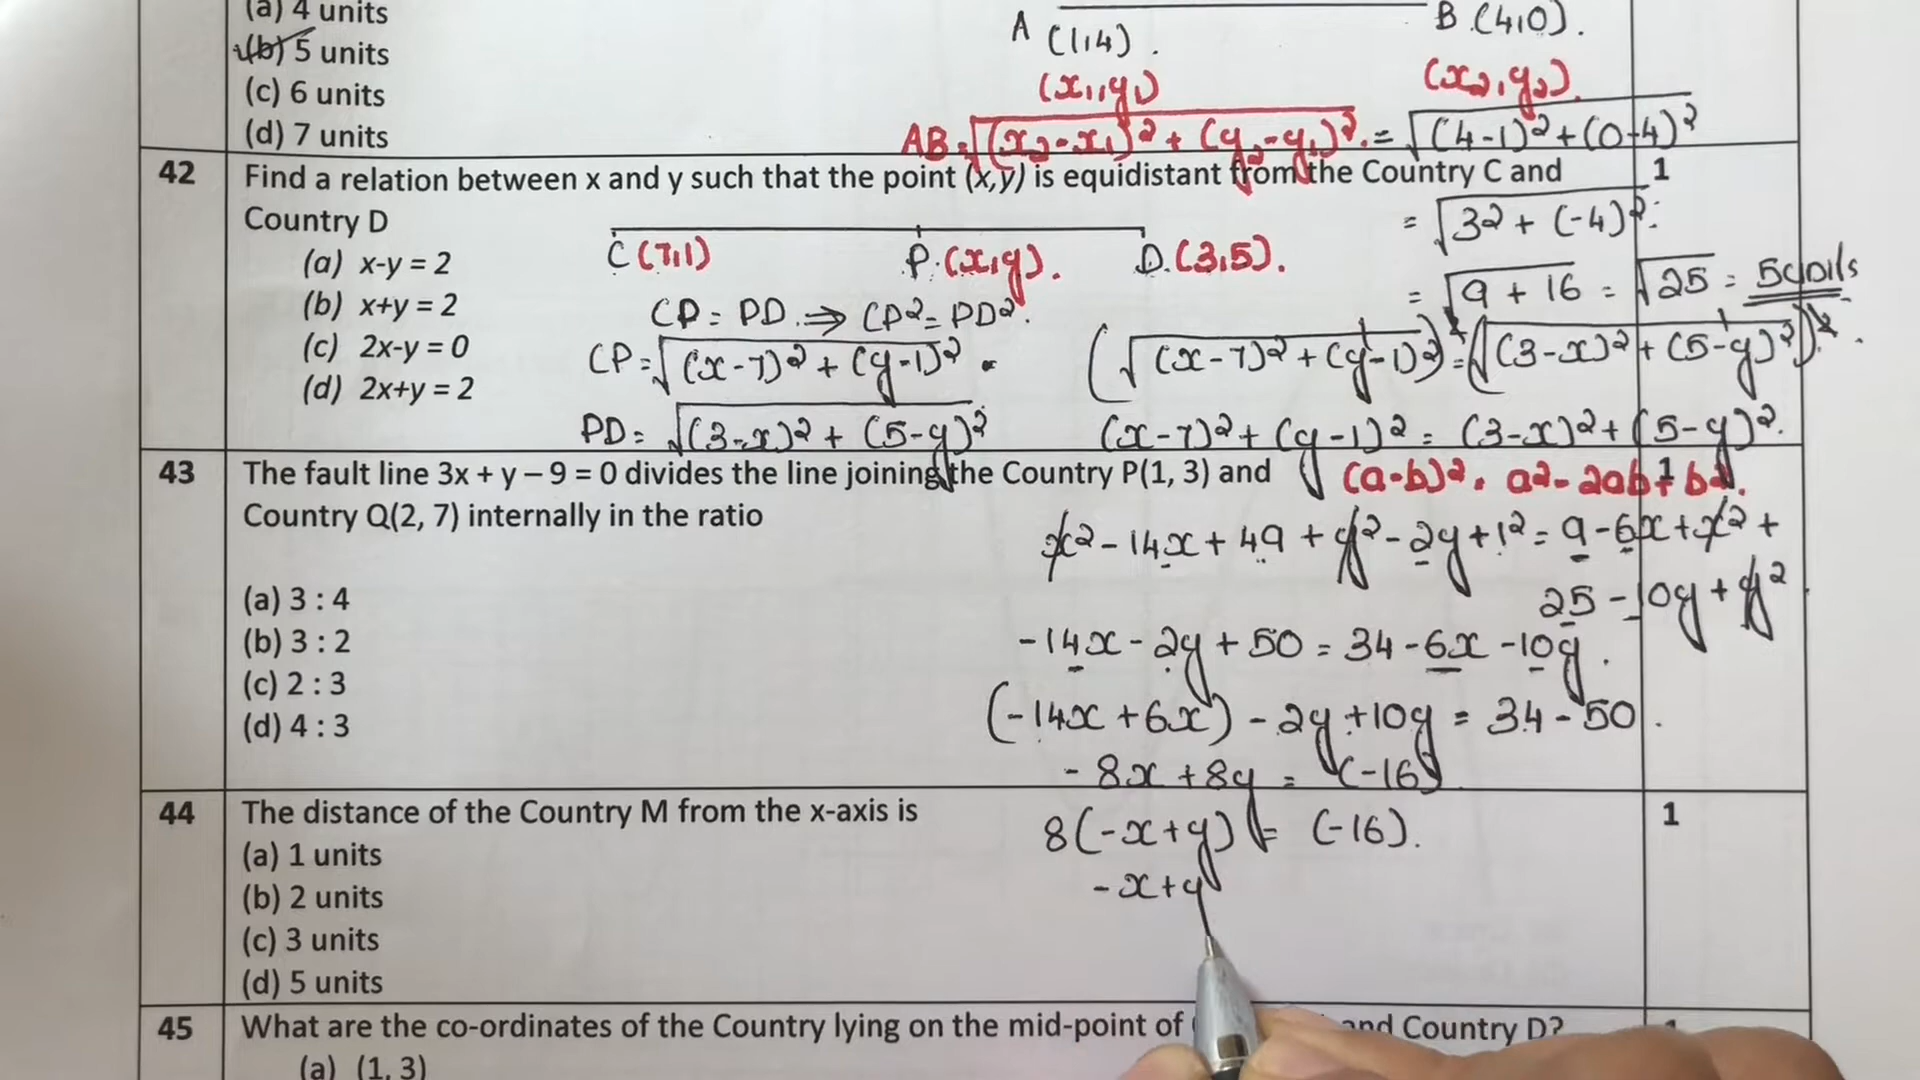 (a) 4 units
(b) 5 units
(c) 6 units
(d) 7 units
A (1,4).
B (4,0).
(x1,y1)
(x2,y2).
AB=√(x2-x1)²+(y2-y1)². = √(4-1)²+(0-4)²
= √3²+(-4)².
= √9+16 = √25 = 5units
42
Find a relation between x and y such that the point (x,y) is equidistant from the Country C and
Country D
1
(a) x-y = 2
(b) x+y = 2
(c) 2x-y = 0
(d) 2x+y = 2
C (7,1)
P. (x,y).
D. (3,5).
CP = PD. ⇒ CP² = PD².
CP = √(x-7)² + (y-1)²
PD = √(3-x)² + (5-y)²
(√(x-7)²+(y-1)²)² = (√(3-x)²+(5-y)²)².
(x-7)²+(y-1)² = (3-x)²+(5-y)².
(a-b)² = a²-2ab+b².
x²-14x+49+y²-2y+1² = 9-6x+x²+
25-10y+y²
-14x-2y+50 = 34-6x-10y.
(-14x+6x)-2y+10y = 34-50.
-8x+8y = (-16)
8(-x+y) = (-16).
-x+y
43
The fault line 3x + y – 9 = 0 divides the line joining the Country P(1, 3) and
Country Q(2, 7) internally in the ratio
1
(a) 3 : 4
(b) 3 : 2
(c) 2 : 3
(d) 4 : 3
44
The distance of the Country M from the x-axis is
1
(a) 1 units
(b) 2 units
(c) 3 units
(d) 5 units
45
What are the co-ordinates of the Country lying on the mid-point of and Country D?
(a) (1, 3)